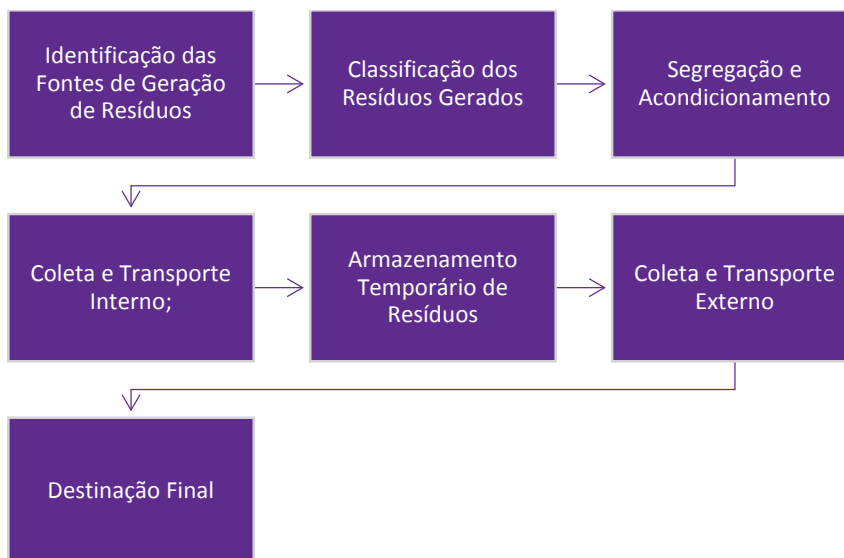 Identificação das
Fontes de Geração
de Resíduos
Classificação dos
Resíduos Gerados
Segregação e
Acondicionamento
Coleta e Transporte
Interno;
Armazenamento
Temporário de
Resíduos
Coleta e Transporte
Externo
Destinação Final